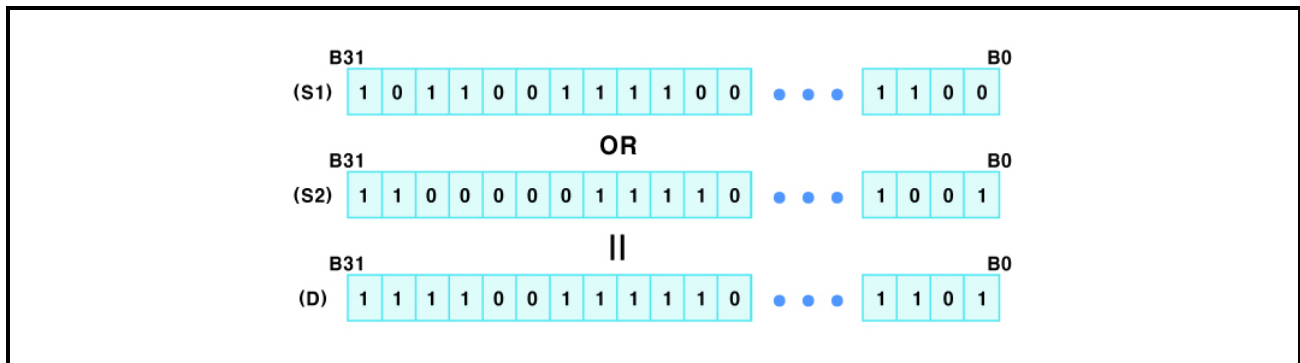 B31 B0
(S1) 1 0 1 1 0 0 1 1 1 1 0 0 1 1 0 0
OR
B31 B0
(S2) 1 1 0 0 0 0 0 1 1 1 1 0 1 0 0 1
||
B31 B0
(D) 1 1 1 1 0 0 1 1 1 1 1 0 1 1 0 1